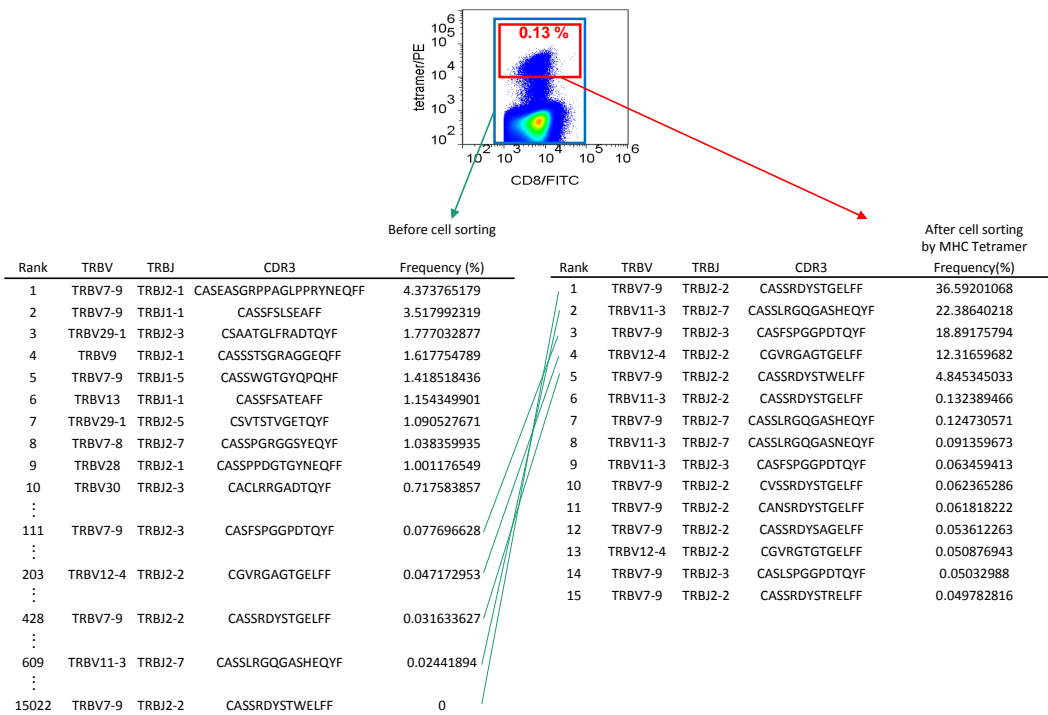 0.13 %
10 6
10 5
10 4
10 3
10 2
tetramer/PE
10 2 10 3 10 4 10 5 10 6
CD8/FITC
Before cell sorting
Rank TRBV TRBJ CDR3 Frequency (%)
1 TRBV7-9 TRBJ2-1 CASEASGRPPAGLPPRYNEQFF 4.373765179
2 TRBV7-9 TRBJ1-1 CASSFSLSEAFF 3.517992319
3 TRBV29-1 TRBJ2-3 CSAATGLFRADTQYF 1.777032877
4 TRBV9 TRBJ2-1 CASSSTSGRAGGEQFF 1.617754789
5 TRBV7-9 TRBJ1-5 CASSWGTGYQPQHF 1.418518436
6 TRBV13 TRBJ1-1 CASSFSATEAFF 1.154349901
7 TRBV29-1 TRBJ2-5 CSVTSTVGETQYF 1.090527671
8 TRBV7-8 TRBJ2-7 CASSPGRGGSYEQYF 1.038359935
9 TRBV28 TRBJ2-1 CASSPPDGTGYNEQFF 1.001176549
10 TRBV30 TRBJ2-3 CACLRRGADTQYF 0.717583857
⋮
111 TRBV7-9 TRBJ2-3 CASFSPGGPDTQYF 0.077696628
⋮
203 TRBV12-4 TRBJ2-2 CGVRGAGTGELFF 0.047172953
⋮
428 TRBV7-9 TRBJ2-2 CASSRDYSTGELFF 0.031633627
⋮
609 TRBV11-3 TRBJ2-7 CASSLRGQGASHEQYF 0.02441894
⋮
15022 TRBV7-9 TRBJ2-2 CASSRDYSTWELFF 0
After cell sorting
by MHC Tetramer
Rank TRBV TRBJ CDR3 Frequency(%)
1 TRBV7-9 TRBJ2-2 CASSRDYSTGELFF 36.59201068
2 TRBV11-3 TRBJ2-7 CASSLRGQGASHEQYF 22.38640218
3 TRBV7-9 TRBJ2-3 CASFSPGGPDTQYF 18.89175794
4 TRBV12-4 TRBJ2-2 CGVRGAGTGELFF 12.31659682
5 TRBV7-9 TRBJ2-2 CASSRDYSTWELFF 4.845345033
6 TRBV11-3 TRBJ2-2 CASSRDYSTGELFF 0.132389466
7 TRBV7-9 TRBJ2-7 CASSLRGQGASHEQYF 0.124730571
8 TRBV11-3 TRBJ2-7 CASSLRGQGASNEQYF 0.091359673
9 TRBV11-3 TRBJ2-3 CASFSPGGPDTQYF 0.063459413
10 TRBV7-9 TRBJ2-2 CVSSRDYSTGELFF 0.062365286
11 TRBV7-9 TRBJ2-2 CANSRDYSTGELFF 0.061818222
12 TRBV7-9 TRBJ2-2 CASSRDYSAGELFF 0.053612263
13 TRBV12-4 TRBJ2-2 CGVRGTGTGELFF 0.050876943
14 TRBV7-9 TRBJ2-3 CASLSPGGPDTQYF 0.05032988
15 TRBV7-9 TRBJ2-2 CASSRDYSTRELFF 0.049782816